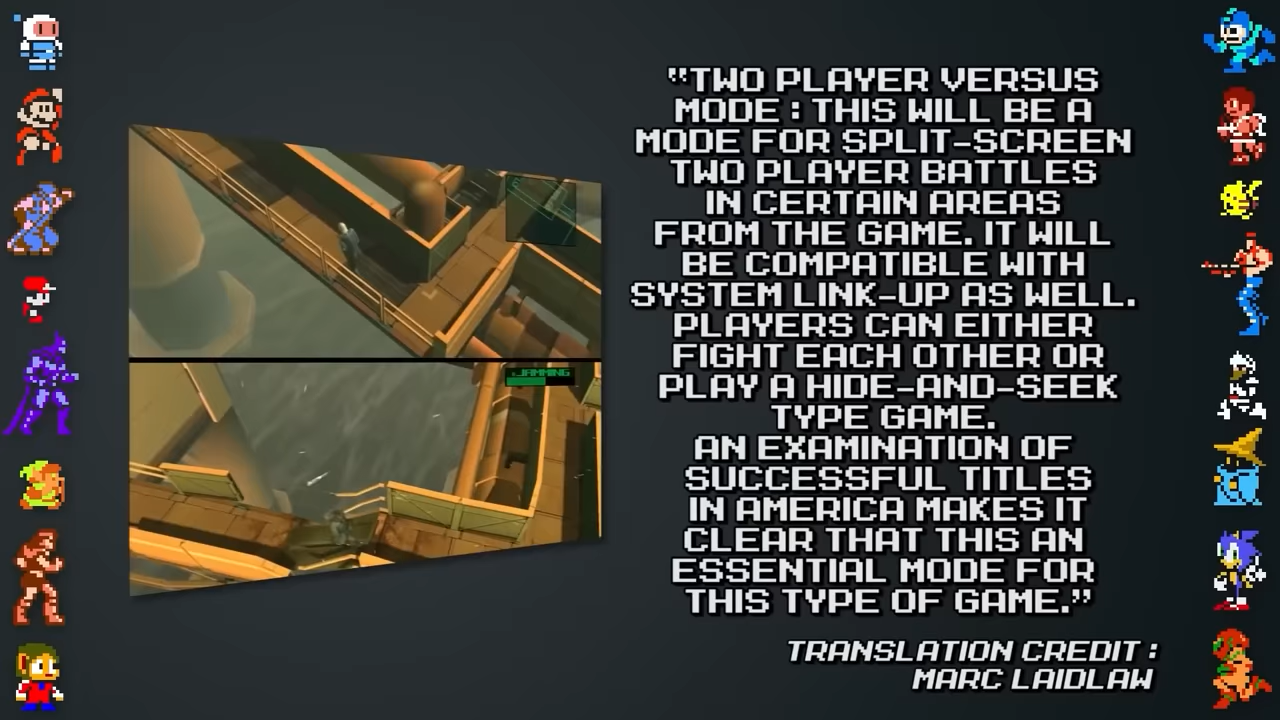 "TWO PLAYER VERSUS
MODE : THIS WILL BE A
MODE FOR SPLIT-SCREEN
TWO PLAYER BATTLES
IN CERTAIN AREAS
FROM THE GAME. IT WILL
BE COMPATIBLE WITH
SYSTEM LINK-UP AS WELL.
PLAYERS CAN EITHER
FIGHT EACH OTHER OR
PLAY A HIDE-AND-SEEK
TYPE GAME.
AN EXAMINATION OF
SUCCESSFUL TITLES
IN AMERICA MAKES IT
CLEAR THAT THIS AN
ESSENTIAL MODE FOR
THIS TYPE OF GAME."
TRANSLATION CREDIT :
MARC LAIDLAW
JAMMING